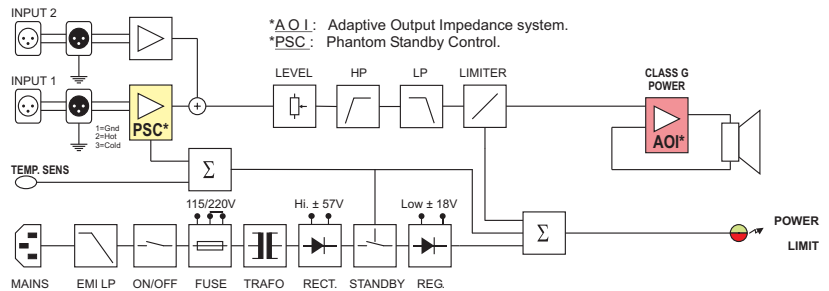 INPUT 2
*A O I : Adaptive Output Impedance system.
*PSC : Phantom Standby Control.
INPUT 1
LEVEL
HP
LP
LIMITER
CLASS G
POWER
+
1=Gnd
2=Hot
3=Cold
PSC*
AOI*
TEMP. SENS
Σ
115/220V
Hi. ± 57V
Low ± 18V
Σ
POWER
LIMIT
MAINS
EMI LP
ON/OFF
FUSE
TRAFO
RECT.
STANDBY
REG.